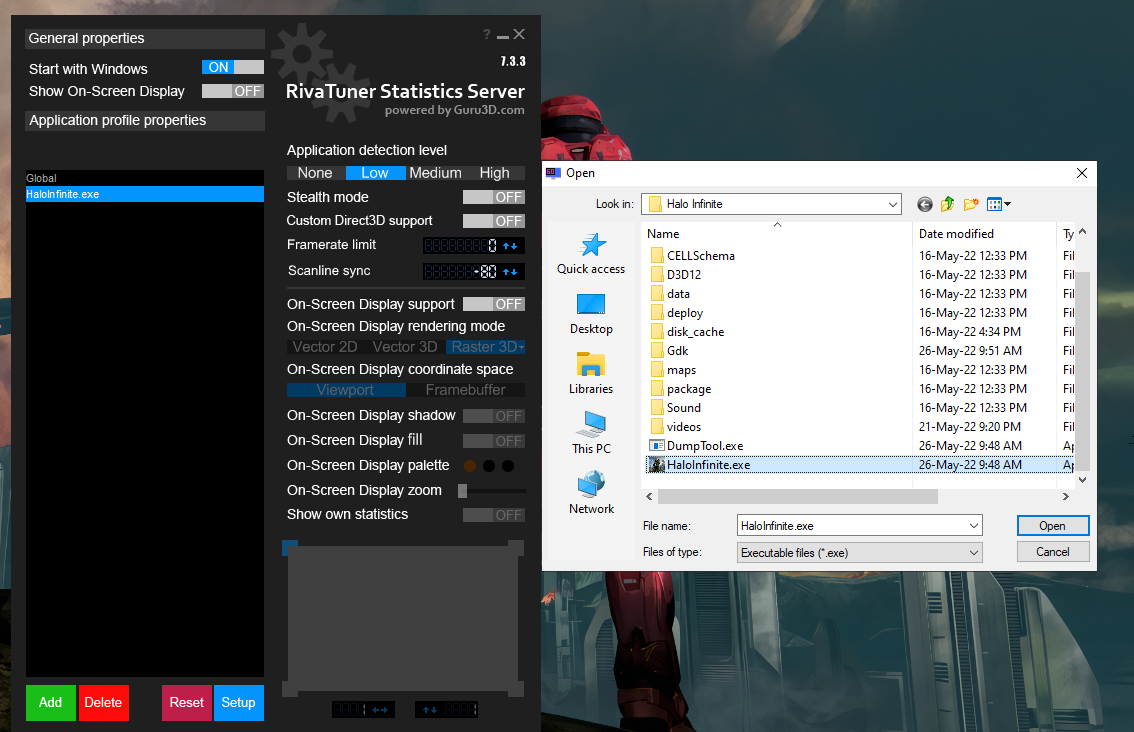 General properties
?
7.3.3
Start with Windows ON
Show On-Screen Display OFF
RivaTuner Statistics Server
powered by Guru3D.com
Application profile properties
Global
HaloInfinite.exe
Add
Delete
Reset
Setup
Application detection level
None Low Medium High
Stealth mode OFF
Custom Direct3D support OFF
Framerate limit 0
Scanline sync -80
On-Screen Display support OFF
On-Screen Display rendering mode
Vector 2D Vector 3D Raster 3D
On-Screen Display coordinate space
Viewport Framebuffer
On-Screen Display shadow OFF
On-Screen Display fill OFF
On-Screen Display palette
On-Screen Display zoom
Show own statistics OFF
1
1
60 Open
Look in: Halo Infinite
Quick access
Desktop
Libraries
This PC
Network
Name Date modified Ty
CELLSchema 16-May-22 12:33 PM Fil
D3D12 16-May-22 12:33 PM Fil
data 16-May-22 12:33 PM Fil
deploy 16-May-22 12:33 PM Fil
disk_cache 16-May-22 4:34 PM Fil
Gdk 26-May-22 9:51 AM Fil
maps 16-May-22 12:33 PM Fil
package 16-May-22 12:33 PM Fil
Sound 16-May-22 12:33 PM Fil
videos 21-May-22 9:20 PM Fil
DumpTool.exe 26-May-22 9:48 AM Ap
HaloInfinite.exe 26-May-22 9:48 AM Ap
File name: HaloInfinite.exe Open
Files of type: Executable files (*.exe) Cancel